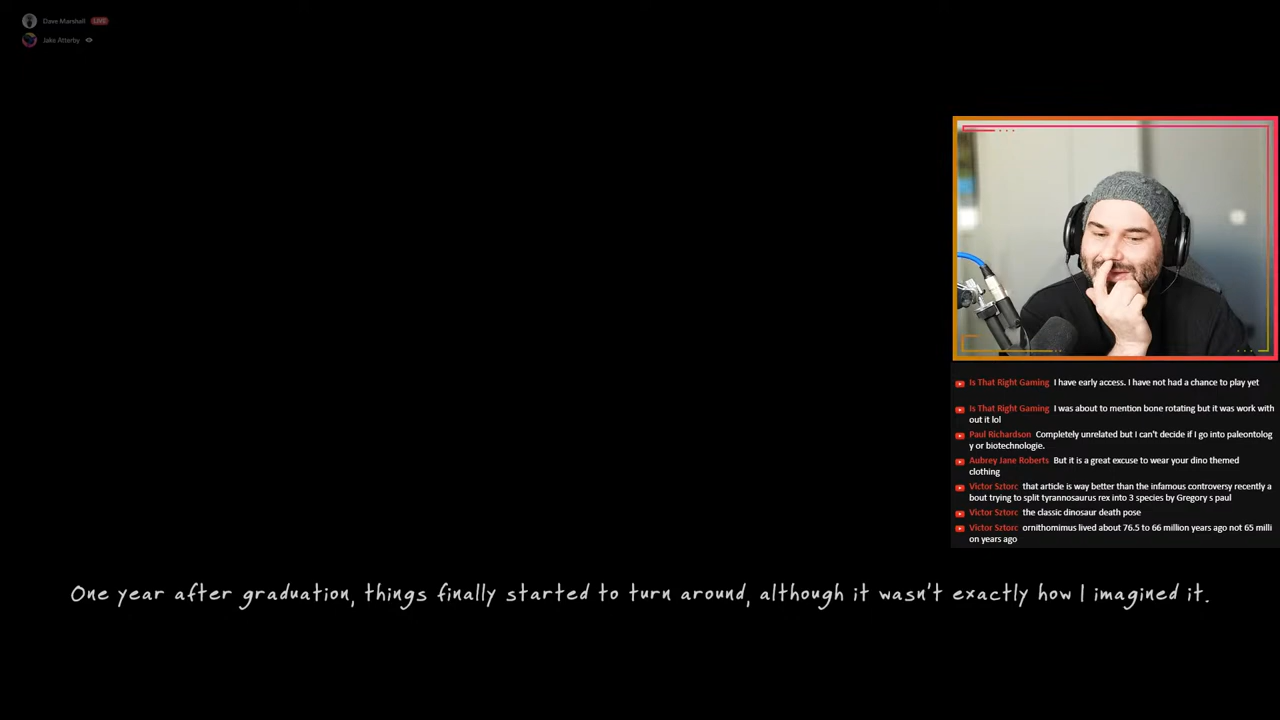 Dave Marshall LIVE
Jake Atterby
Is That Right Gaming I have early access. I have not had a chance to play yet
Is That Right Gaming I was about to mention bone rotating but it was work with
out it lol
Paul Richardson Completely unrelated but I can't decide if I go into paleontolog
y or biotechnologie.
Aubrey Jane Roberts But it is a great excuse to wear your dino themed
clothing
Victor Sztorc that article is way better than the infamous controversy recently a
bout trying to split tyrannosaurus rex into 3 species by Gregory s paul
Victor Sztorc the classic dinosaur death pose
Victor Sztorc ornithomimus lived about 76.5 to 66 million years ago not 65 milli
on years ago
One year after graduation, things finally started to turn around, although it wasn't exactly how I imagined it.